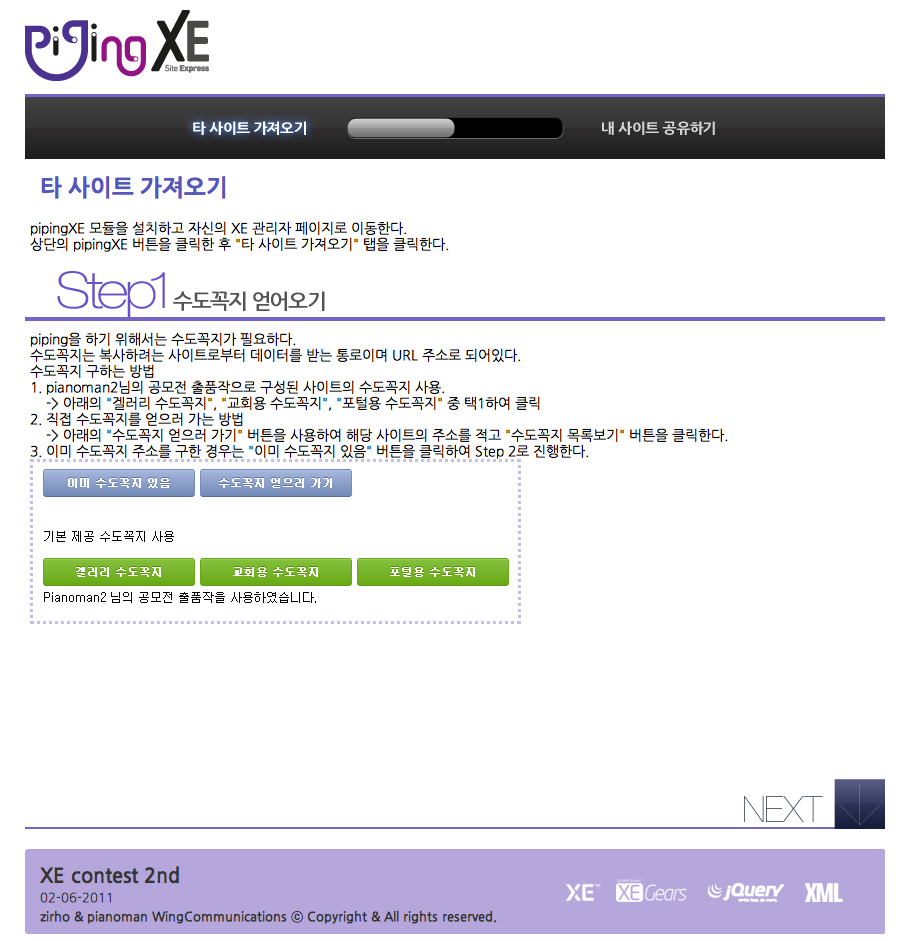 piping XE
Site Express
타 사이트 가져오기
내 사이트 공유하기
타 사이트 가져오기
pipingXE 모듈을 설치하고 자신의 XE 관리자 페이지로 이동한다.
상단의 pipingXE 버튼을 클릭한 후 "타 사이트 가져오기" 탭을 클릭한다.
Step1 수도꼭지 얻어오기
piping을 하기 위해서는 수도꼭지가 필요하다.
수도꼭지는 복사하려는 사이트로부터 데이터를 받는 통로이며 URL 주소로 되어있다.
수도꼭지 구하는 방법
1. pianoman2님의 공모전 출품작으로 구성된 사이트의 수도꼭지 사용.
-> 아래의 "겔러리 수도꼭지", "교회용 수도꼭지", "포털용 수도꼭지" 중 택1하여 클릭
2. 직접 수도꼭지를 얻으러 가는 방법
-> 아래의 "수도꼭지 얻으러 가기" 버튼을 사용하여 해당 사이트의 주소를 적고 "수도꼭지 목록보기" 버튼을 클릭한다.
3. 이미 수도꼭지 주소를 구한 경우는 "이미 수도꼭지 있음" 버튼을 클릭하여 Step 2로 진행한다.
이미 수도꼭지 있음
수도꼭지 얻으러 가기
기본 제공 수도꼭지 사용
겔러리 수도꼭지
교회용 수도꼭지
포털용 수도꼭지
Pianoman2 님의 공모전 출품작을 사용하였습니다.
NEXT
XE contest 2nd
02-06-2011
zirho & pianoman WingCommunications ⓒ Copyright & All rights reserved.
XE
XE Gears
jQuery
XML